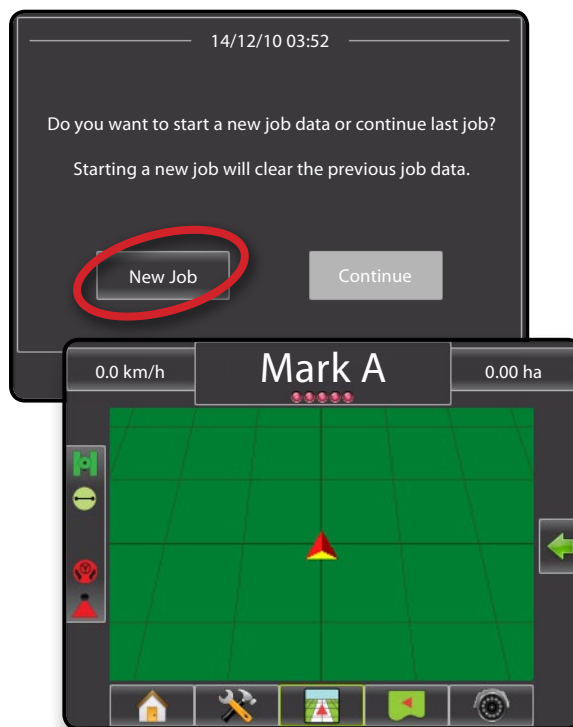 14/12/10 03:52
Do you want to start a new job data or continue last job?
Starting a new job will clear the previous job data.
New Job
Continue
0.0 km/h
Mark A
0.00 ha